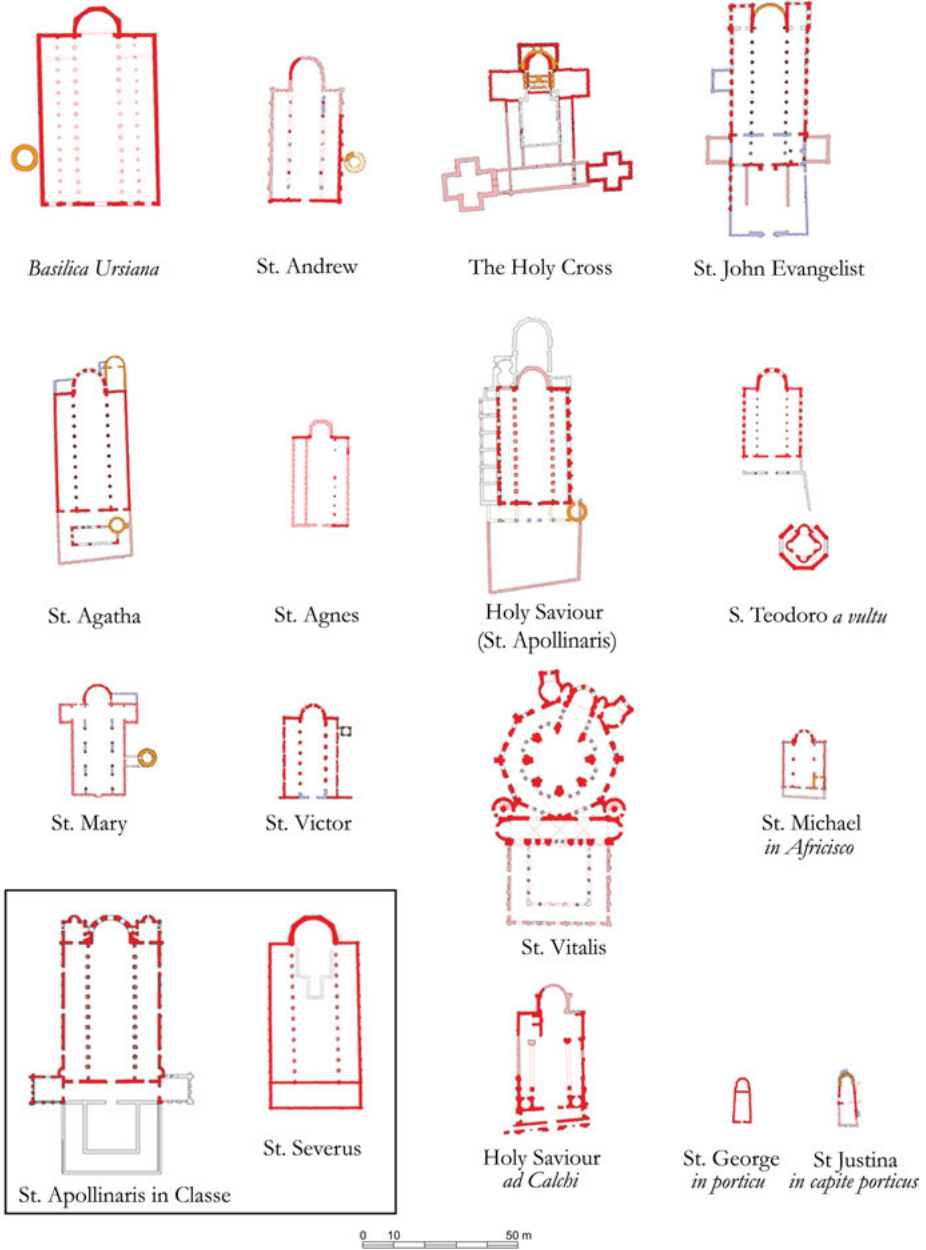 Basilica Ursiana
St. Andrew
The Holy Cross
St. John Evangelist
St. Agatha
St. Agnes
Holy Saviour
(St. Apollinaris)
S. Teodoro a vultu
St. Mary
St. Victor
St. Vitalis
St. Michael
in Africisco
St. Apollinaris in Classe
St. Severus
Holy Saviour
ad Calchi
St. George
in porticu
St Justina
in capite porticus
0 10 50 m